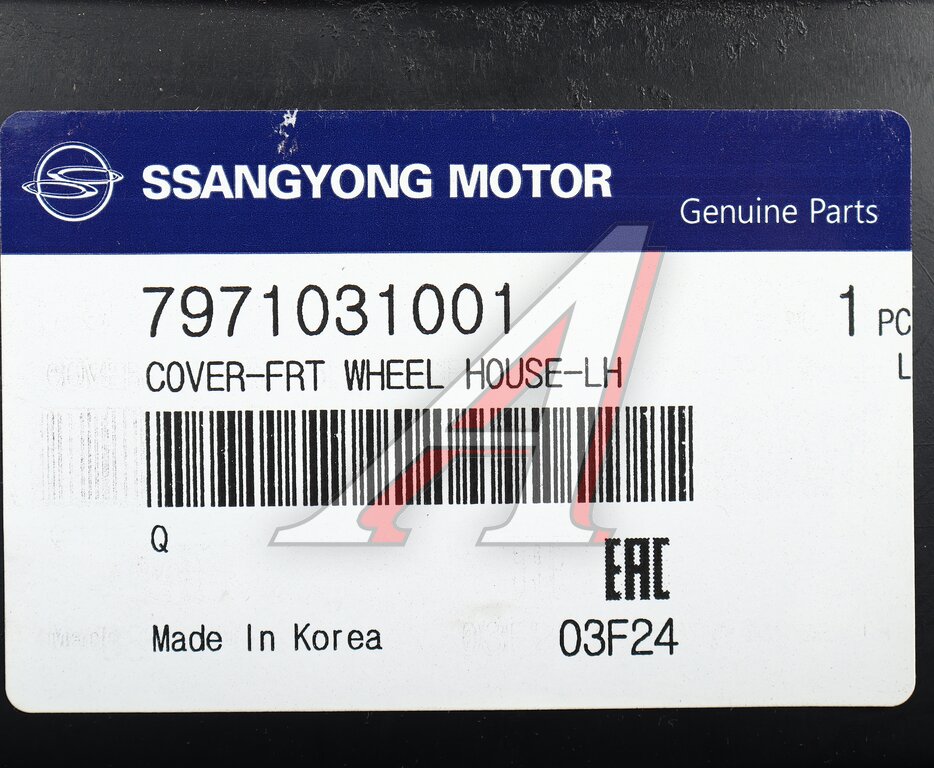 SSANGYONG MOTOR
Genuine Parts
7971031001
1 PC
COVER-FRT WHEEL HOUSE-LH
L
Q
EAC
Made In Korea
03F24